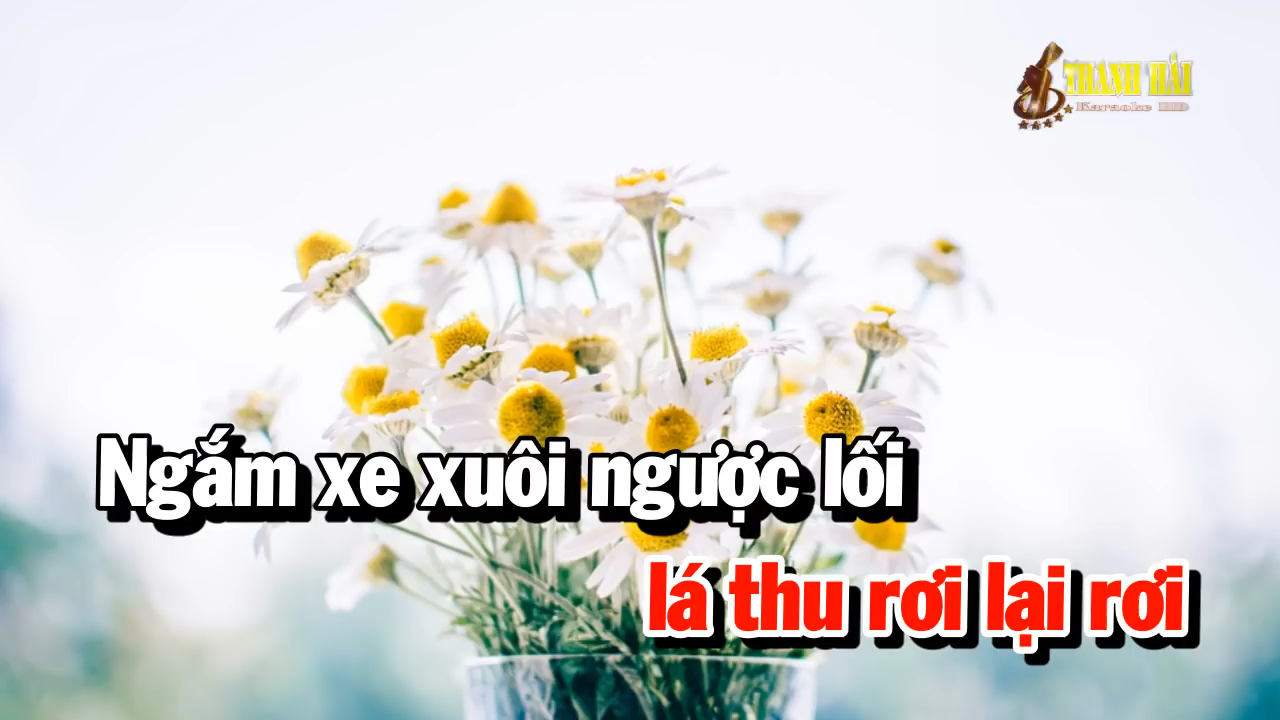 THANH HẢI
Karaoke HD
Ngắm xe xuôi ngược lối
lá thu rơi lại rơi